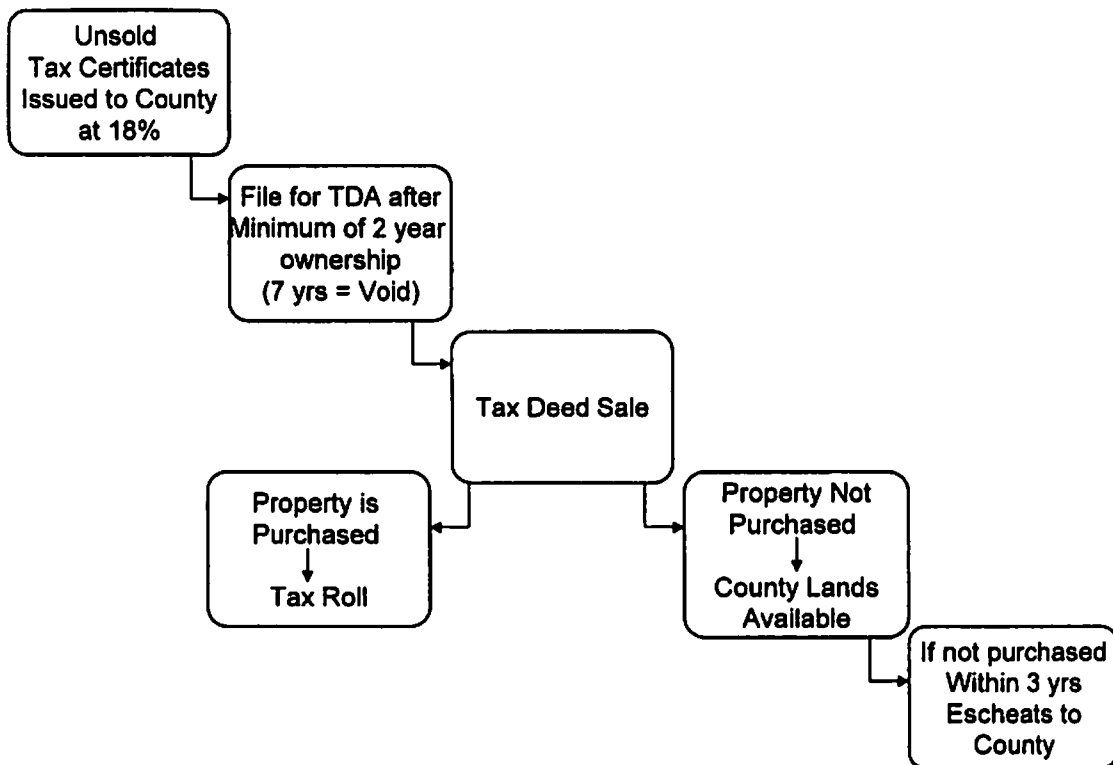 Unsold
Tax Certificates
Issued to County
at 18%
File for TDA after
Minimum of 2 year
ownership
(7 yrs = Void)
Tax Deed Sale
Property is
Purchased
Tax Roll
Property Not
Purchased
County Lands
Available
If not purchased
Within 3 yrs
Escheats to
County